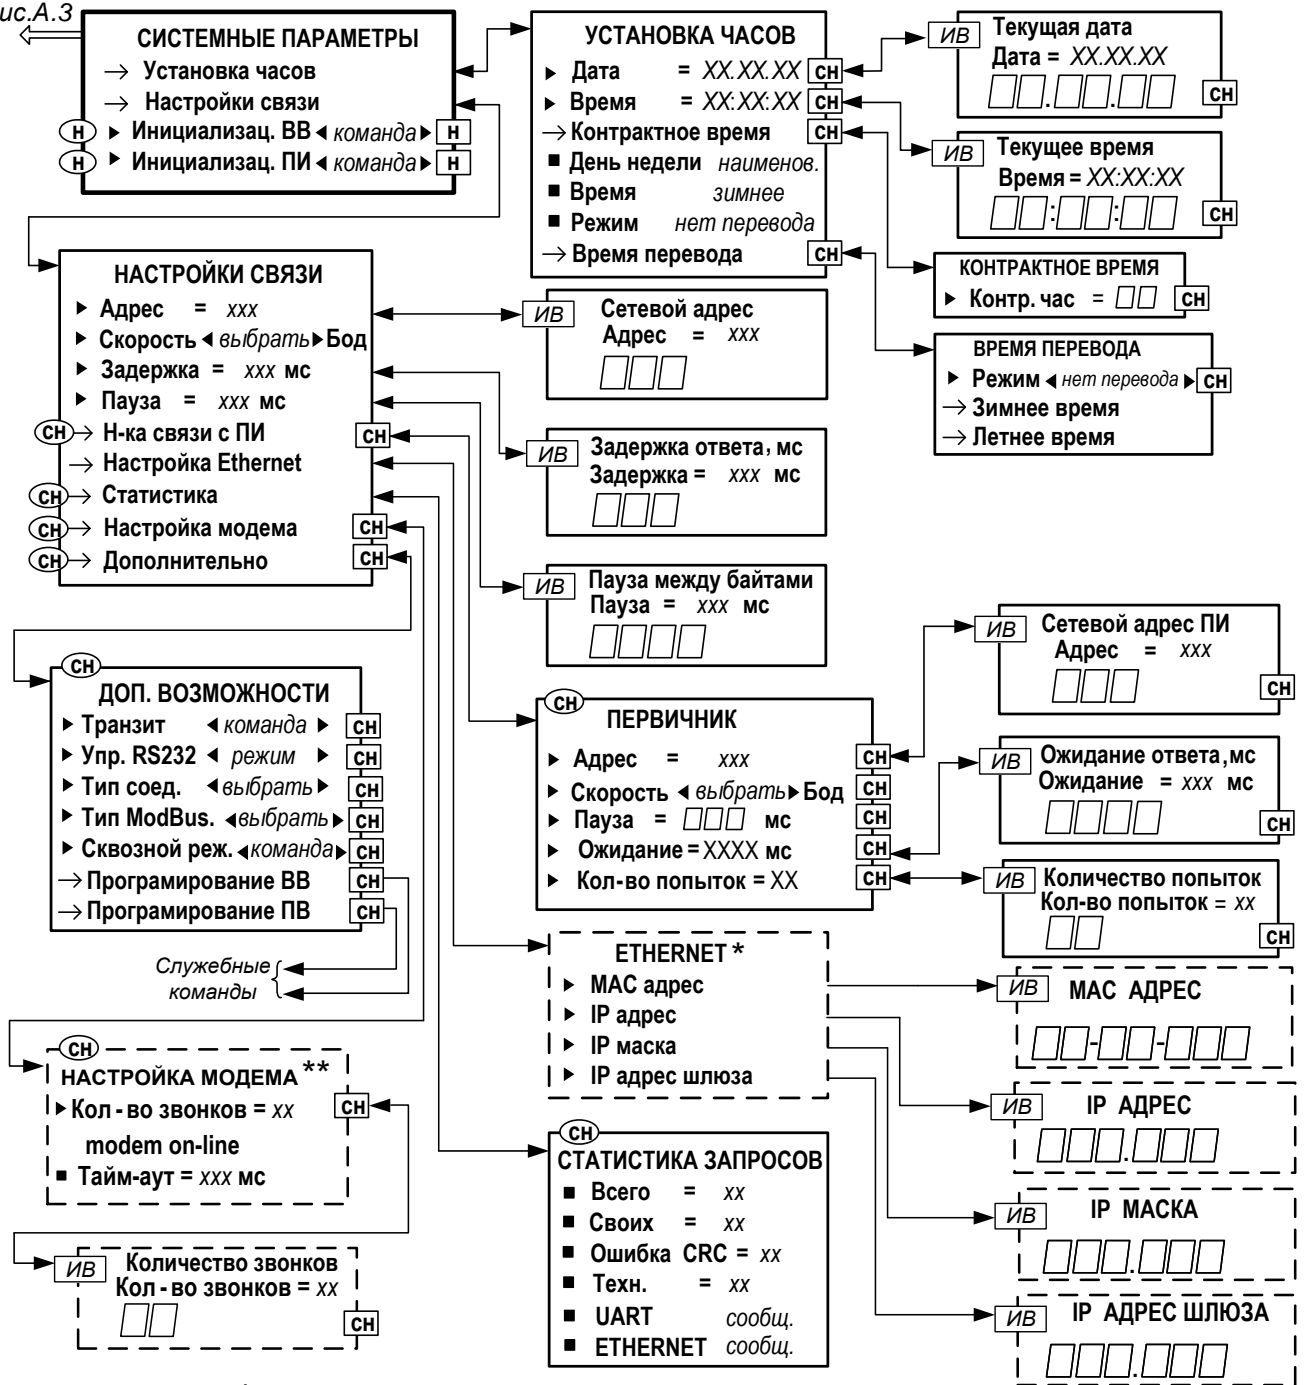 ис.А.3
СИСТЕМНЫЕ ПАРАМЕТРЫ
→ Установка часов
→ Настройки связи
Н ▶ Инициализац. ВВ ◀ команда ▶ Н
Н ▶ Инициализац. ПИ ◀ команда ▶ Н
УСТАНОВКА ЧАСОВ
▶ Дата = XX.XX.XX СН
▶ Время = XX:XX:XX СН
→ Контрактное время СН
■ День недели наименов.
■ Время зимнее
■ Режим нет перевода
→ Время перевода СН
ИВ Текущая дата
Дата = XX.XX.XX
СН
ИВ Текущее время
Время = XX:XX:XX
СН
КОНТРАКТНОЕ ВРЕМЯ
▶ Контр. час = СН
ВРЕМЯ ПЕРЕВОДА
▶ Режим ◀ нет перевода ▶ СН
→ Зимнее время
→ Летнее время
НАСТРОЙКИ СВЯЗИ
▶ Адрес = xxx
▶ Скорость ◀ выбрать ▶ Бод
▶ Задержка = xxx мс
▶ Пауза = xxx мс
СН → Н-ка связи с ПИ СН
→ Настройка Ethernet
СН → Статистика
СН → Настройка модема СН
СН → Дополнительно СН
ИВ Сетевой адрес
Адрес = xxx
ИВ Задержка ответа, мс
Задержка = xxx мс
ИВ Пауза между байтами
Пауза = xxx мс
СН
ДОП. ВОЗМОЖНОСТИ
▶ Транзит ◀ команда ▶ СН
▶ Упр. RS232 ◀ режим ▶ СН
▶ Тип соед. ◀ выбрать ▶ СН
▶ Тип ModBus. ◀ выбрать ▶ СН
▶ Сквозной реж. ◀ команда ▶ СН
→ Програмирование ВВ СН
→ Програмирование ПВ СН
Служебные
команды
СН
ПЕРВИЧНИК
▶ Адрес = xxx СН
▶ Скорость ◀ выбрать ▶ Бод СН
▶ Пауза = мс СН
▶ Ожидание = XXXX мс СН
▶ Кол-во попыток = XX СН
ИВ Сетевой адрес ПИ
Адрес = xxx
СН
ИВ Ожидание ответа, мс
Ожидание = xxx мс
СН
ИВ Количество попыток
Кол-во попыток = xx
СН
ETHERNET *
▶ MAC адрес
▶ IP адрес
▶ IP маска
▶ IP адрес шлюза
ИВ MAC АДРЕС
ИВ IP АДРЕС
ИВ IP МАСКА
ИВ IP АДРЕС ШЛЮЗА
СН
НАСТРОЙКА МОДЕМА **
▶ Кол-во звонков = xx СН
modem on-line
■ Тайм-аут = xxx мс
ИВ Количество звонков
Кол-во звонков = xx
СН
СН
СТАТИСТИКА ЗАПРОСОВ
■ Всего = xx
■ Своих = xx
■ Ошибка CRC = xx
■ Техн. = xx
■ UART сообщ.
■ ETHERNET сообщ.